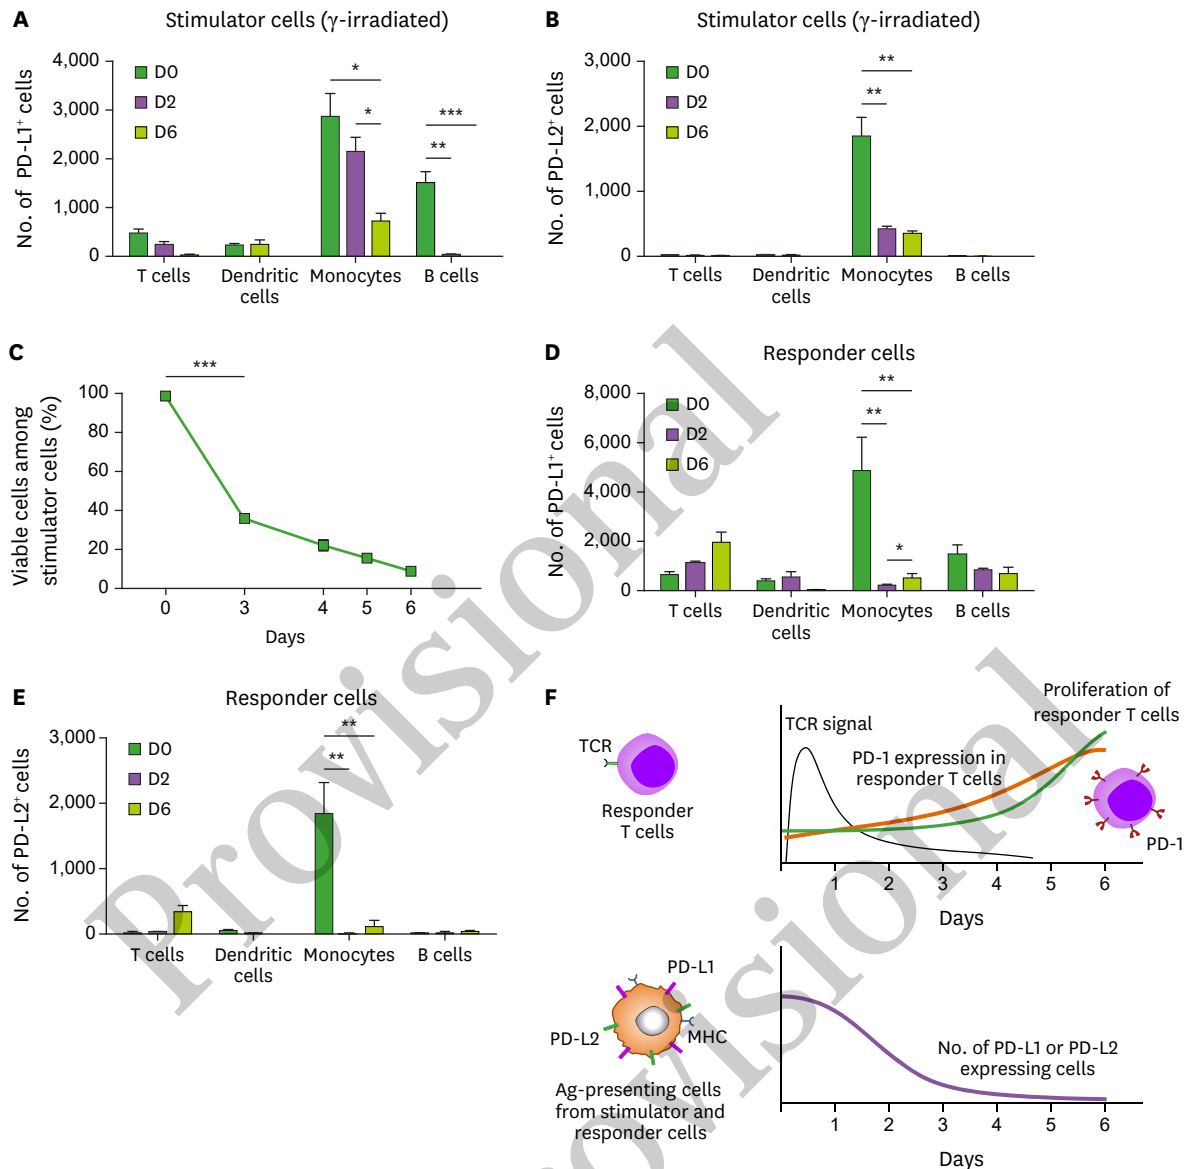 A
Stimulator cells (γ-irradiated)
No. of PD-L1⁺ cells
4,000
3,000
2,000
1,000
0
D0
D2
D6
*
*
***
**
T cells
Dendritic
cells
Monocytes
B cells
B
Stimulator cells (γ-irradiated)
No. of PD-L2⁺ cells
3,000
2,000
1,000
0
D0
D2
D6
**
**
T cells
Dendritic
cells
Monocytes
B cells
C
Viable cells among
stimulator cells (%)
100
80
60
40
20
0
***
0 3 4 5 6
Days
D
Responder cells
No. of PD-L1⁺ cells
8,000
6,000
4,000
2,000
0
D0
D2
D6
**
**
*
T cells
Dendritic
cells
Monocytes
B cells
E
Responder cells
No. of PD-L2⁺ cells
3,000
2,000
1,000
0
D0
D2
D6
**
**
T cells
Dendritic
cells
Monocytes
B cells
F
TCR
Responder
T cells
TCR signal
PD-1 expression in
responder T cells
Proliferation of
responder T cells
PD-1
1 2 3 4 5 6
Days
PD-L1
PD-L2
MHC
Ag-presenting cells
from stimulator and
responder cells
No. of PD-L1 or PD-L2
expressing cells
1 2 3 4 5 6
Days
Provisional
Provisional